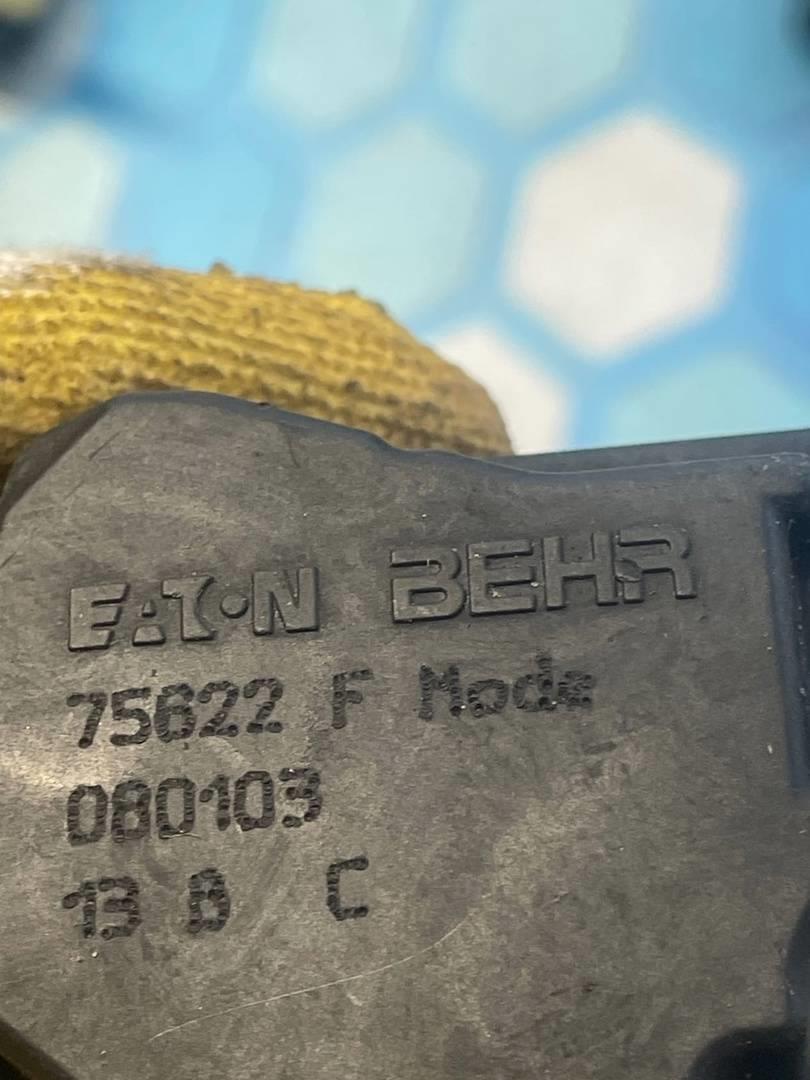 EATON BEHR
75622 F Mode
080103
13 B C